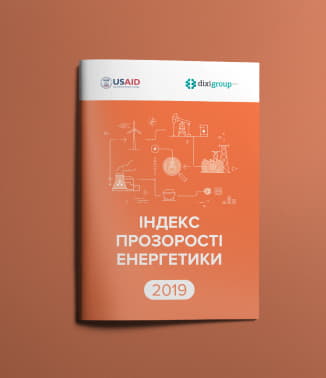 USAID
dixigroup
ІНДЕКС
ПРОЗОРОСТІ
ЕНЕРГЕТИКИ
2019